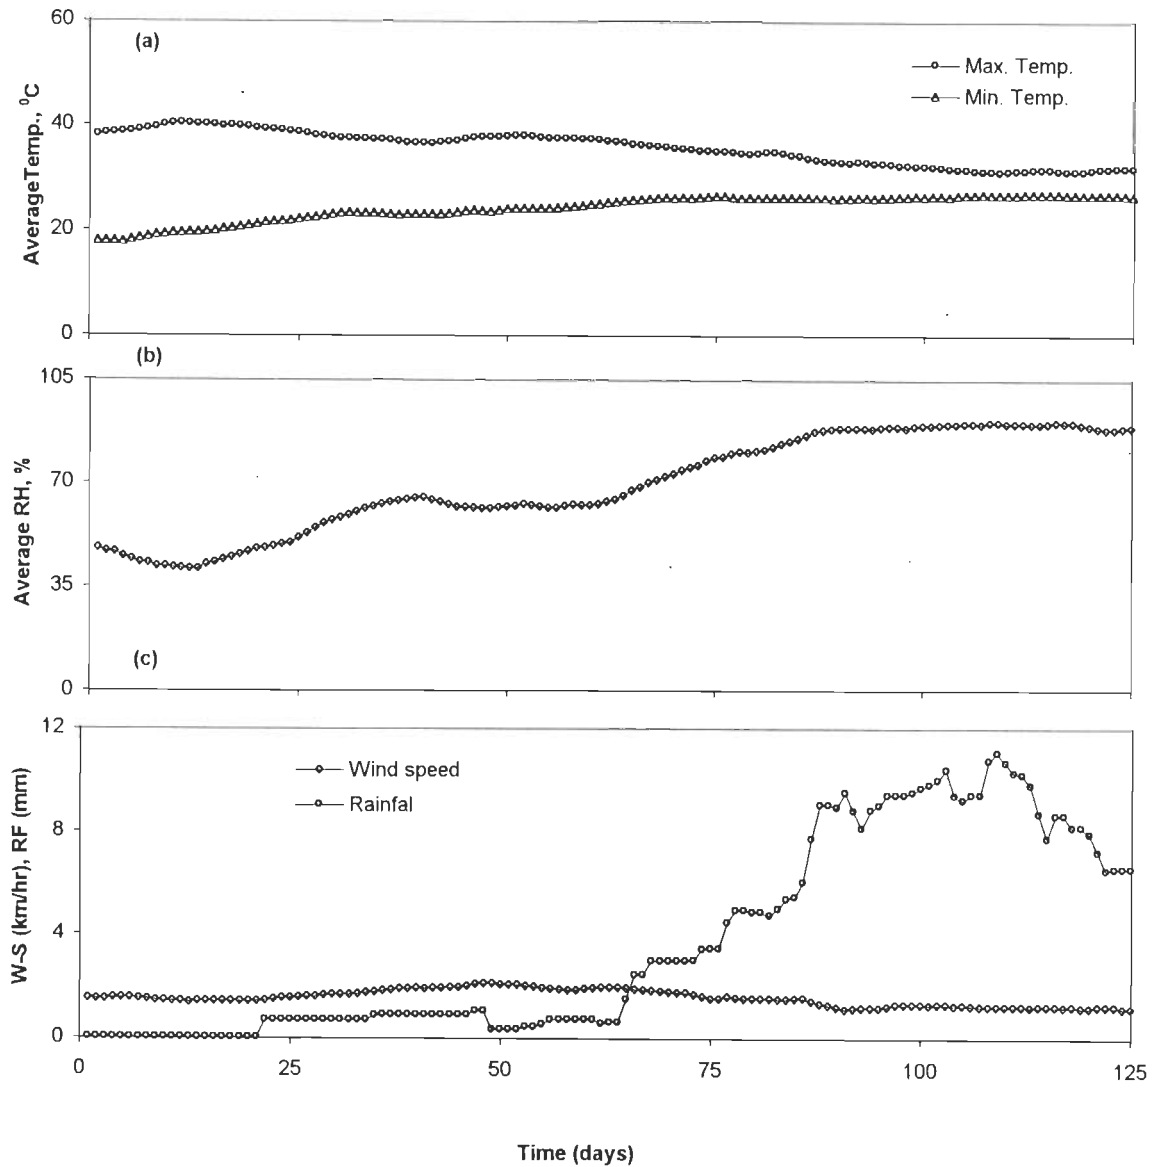 60
(a)
Max. Temp.
Min. Temp.
40
20
0
AverageTemp., ⁰C
(b)
105
70
35
0
Average RH, %
(c)
12
Wind speed
Rainfal
8
4
0
W-S (km/hr), RF (mm)
0 25 50 75 100 125
Time (days)